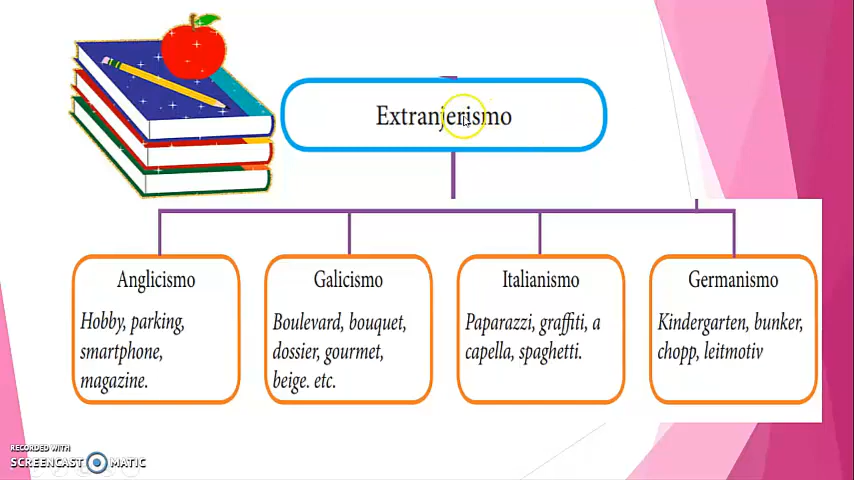 Extranjerismo
Anglicismo
Hobby, parking,
smartphone,
magazine.
Galicismo
Boulevard, bouquet,
dossier, gourmet,
beige. etc.
Italianismo
Paparazzi, graffiti, a
capella, spaghetti.
Germanismo
Kindergarten, bunker,
chopp, leitmotiv
RECORDED WITH
SCREENCAST MATIC